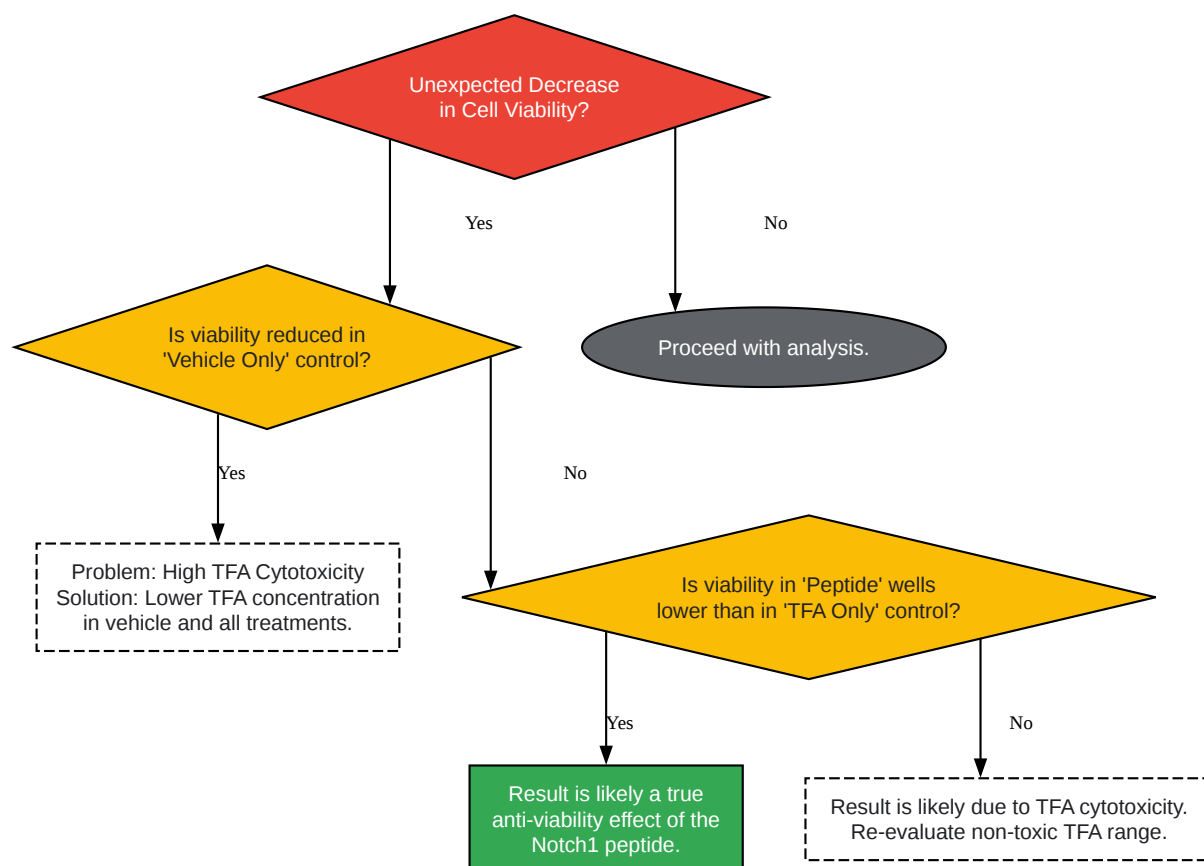 Unexpected Decrease
in Cell Viability?
Yes
No
Is viability reduced in
'Vehicle Only' control?
Proceed with analysis.
Yes
No
Problem: High TFA Cytotoxicity
Solution: Lower TFA concentration
in vehicle and all treatments.
Is viability in 'Peptide' wells
lower than in 'TFA Only' control?
Yes
No
Result is likely a true
anti-viability effect of the
Notch1 peptide.
Result is likely due to TFA cytotoxicity.
Re-evaluate non-toxic TFA range.